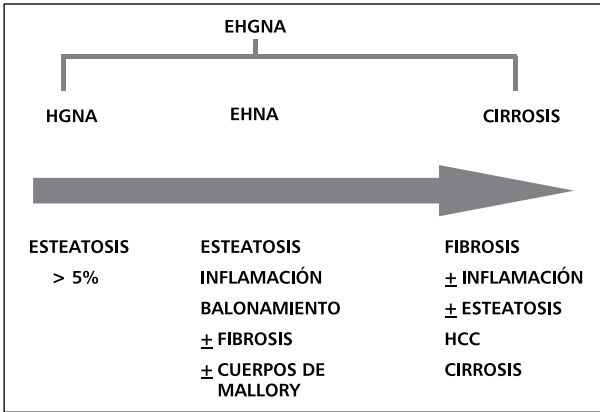 EHGNA
HGNA
EHNA
CIRROSIS
ESTEATOSIS
> 5%
ESTEATOSIS
INFLAMACIÓN
BALONAMIENTO
± FIBROSIS
± CUERPOS DE
MALLORY
FIBROSIS
± INFLAMACIÓN
± ESTEATOSIS
HCC
CIRROSIS